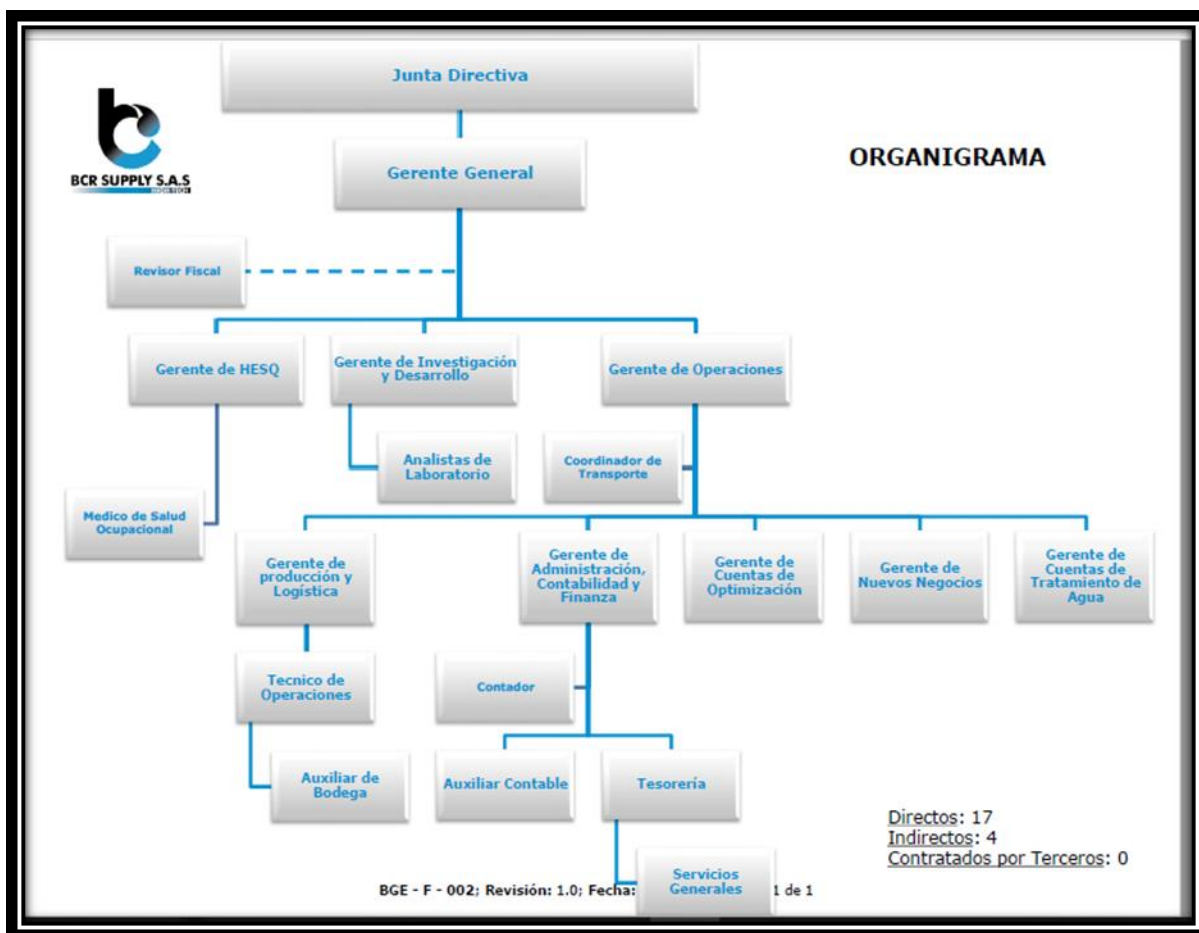 Junta Directiva
BCR SUPPLY S.A.S
ORGANIGRAMA
Gerente General
Revisor Fiscal
Gerente de HESQ
Gerente de Investigación
y Desarrollo
Gerente de Operaciones
Analistas de
Laboratorio
Coordinador de
Transporte
Medico de Salud
Ocupacional
Gerente de
producción y
Logística
Gerente de
Administración,
Contabilidad y
Finanza
Gerente de
Cuentas de
Optimización
Gerente de
Nuevos Negocios
Gerente de
Cuentas de
Tratamiento de
Agua
Tecnico de
Operaciones
Contador
Auxiliar de
Bodega
Auxiliar Contable
Tesorería
Directos: 17
Indirectos: 4
Contratados por Terceros: 0
Servicios
Generales
BGE - F - 002; Revisión: 1.0; Fecha: 1 de 1